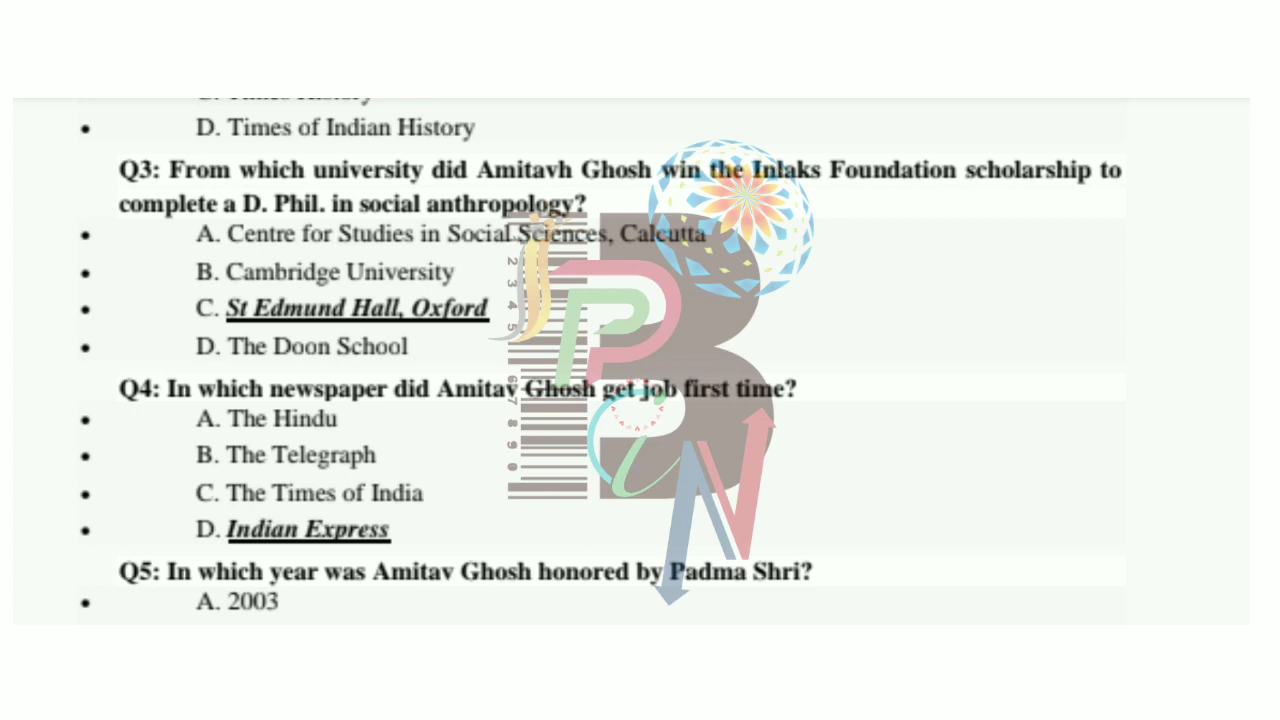 D. Times of Indian History
Q3: From which university did Amitavh Ghosh win the Inlaks Foundation scholarship to
complete a D. Phil. in social anthropology?
A. Centre for Studies in Social Sciences, Calcutta
B. Cambridge University
C. St Edmund Hall, Oxford
D. The Doon School
Q4: In which newspaper did Amitav Ghosh get job first time?
A. The Hindu
B. The Telegraph
C. The Times of India
D. Indian Express
Q5: In which year was Amitav Ghosh honored by Padma Shri?
A. 2003